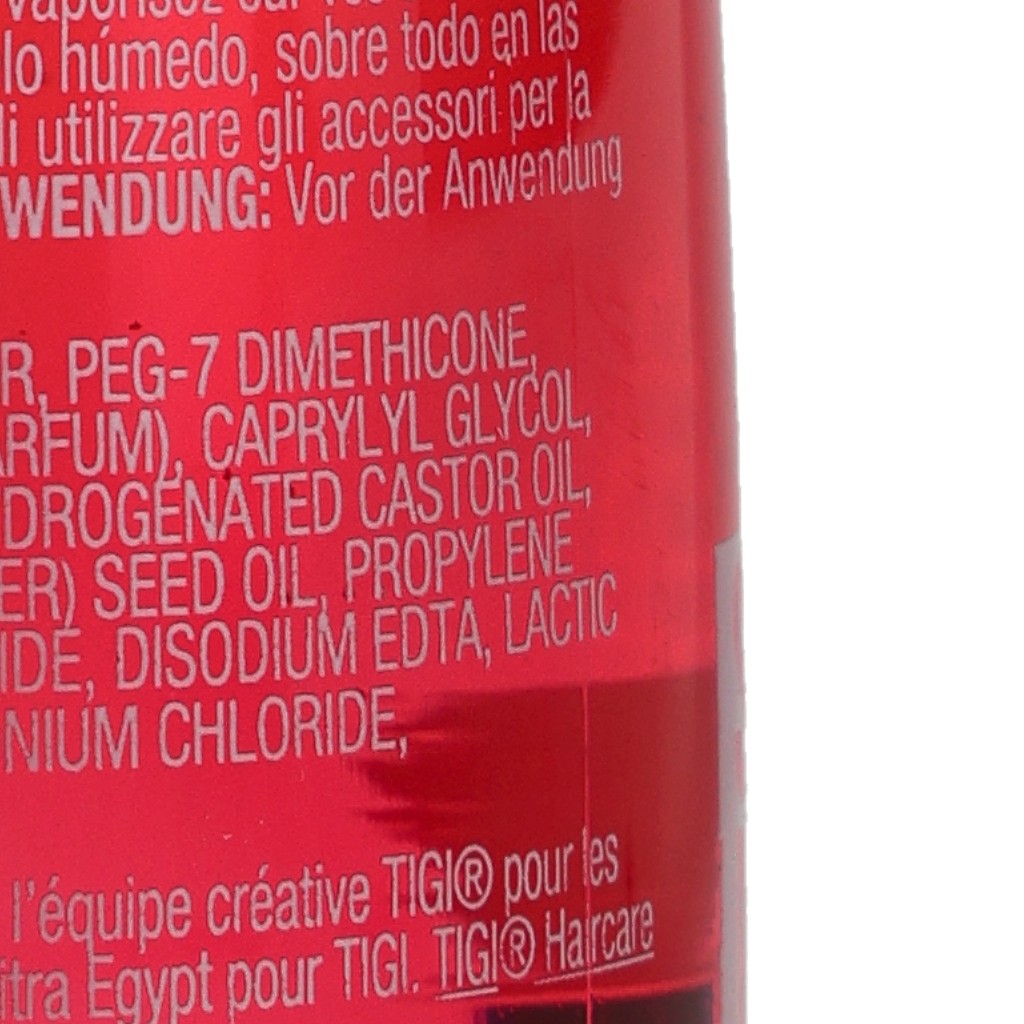 vaporisez sur vos
lo húmedo, sobre todo en las
li utilizzare gli accessori per la
WENDUNG: Vor der Anwendung
R, PEG-7 DIMETHICONE,
ARFUM), CAPRYLYL GLYCOL,
DROGENATED CASTOR OIL,
ER) SEED OIL, PROPYLENE
IDE, DISODIUM EDTA, LACTIC
NIUM CHLORIDE,
l'équipe créative TIGI® pour les
itra Egypt pour TIGI. TIGI® Haircare